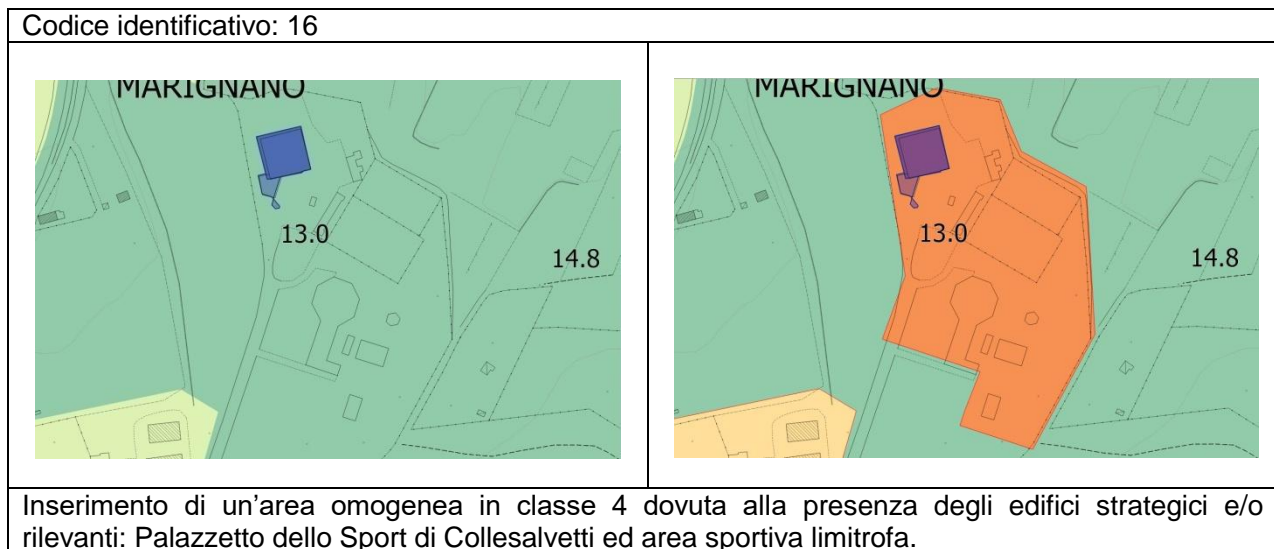 Codice identificativo: 16
MARIGNANO
13.0
14.8
MARIGNANO
13.0
14.8
Inserimento di un’area omogenea in classe 4 dovuta alla presenza degli edifici strategici e/o
rilevanti: Palazzetto dello Sport di Collesalvetti ed area sportiva limitrofa.